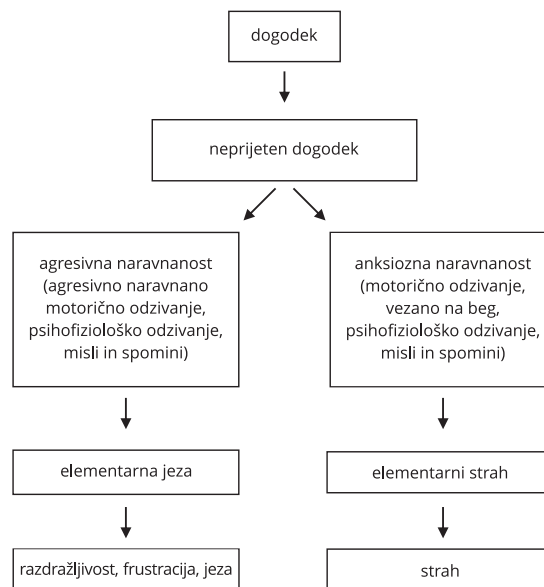 dogodek
neprijeten dogodek
agresivna naravnanost
(agresivno naravnano
motorično odzivanje,
psihofiziološko odzivanje,
misli in spomini)
anksiozna naravnanost
(motorično odzivanje,
vezano na beg,
psihofiziološko odzivanje,
misli in spomini)
elementarna jeza
elementarni strah
razdražljivost, frustracija, jeza
strah